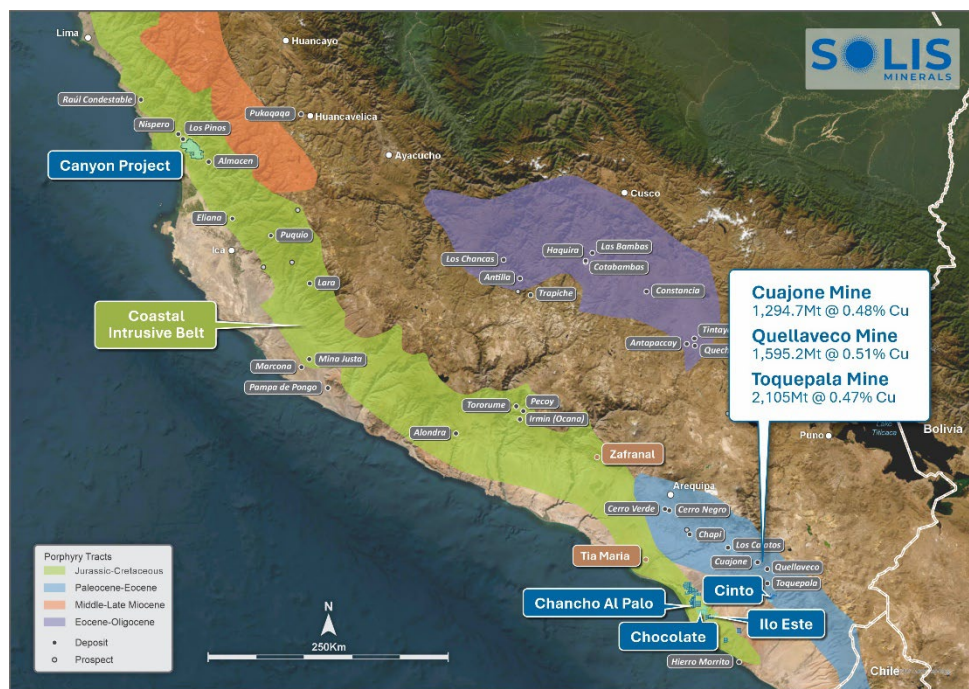 Lima
Huancayo
SOLIS
MINERALS
Raúl Condestable
Pukaqaqa
Huancavelica
Nispero
Los Pinos
Canyon Project
Almacen
Ayacucho
Cusco
Eliana
Puquio
Ica
Haquira
Las Bambas
Los Chancas
Cotabambas
Antilla
Lara
Trapiche
Constancia
Cuajone Mine
1,294.7Mt @ 0.48% Cu
Quellaveco Mine
1,595.2Mt @ 0.51% Cu
Toquepala Mine
2,105Mt @ 0.47% Cu
Coastal
Intrusive Belt
Antapaccay
Mina Justa
Marcona
Pampa de Pongo
Tororume
Pecoy
Irmin (Ocana)
Alondra
Lake
Titicaca
Bolivia
Puno
Zafranal
Arequipa
Cerro Verde
Cerro Negro
Chapi
Los Calatos
Tia Maria
Cuajone
Quellaveco
Toquepala
Cinto
Chancho Al Palo
Ilo Este
Chocolate
Hierro Morrito
Chile
Porphyry Tracts
Jurassic-Cretaceous
Paleocene-Eocene
Middle-Late Miocene
Eocene-Oligocene
Deposit
Prospect
N
250Km